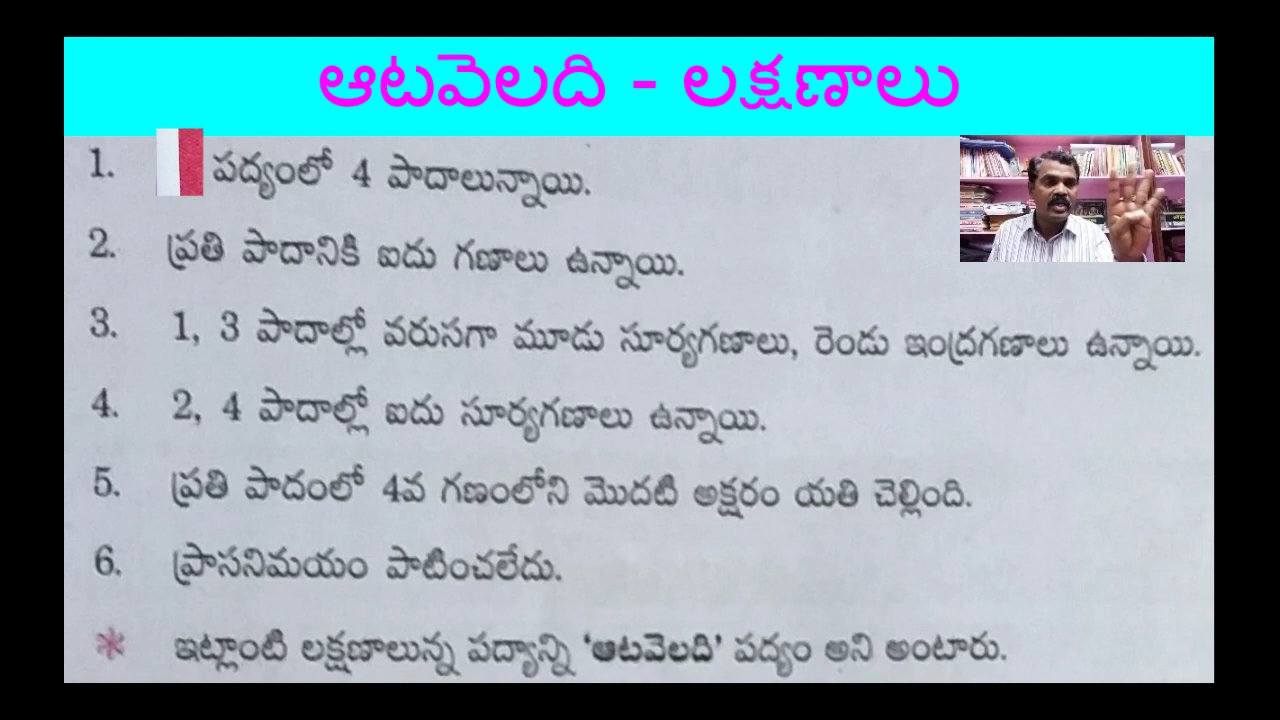 ఆటవెలది - లక్షణాలు
1. పద్యంలో 4 పాదాలున్నాయి.
2. ప్రతి పాదానికి ఐదు గణాలు ఉన్నాయి.
3. 1, 3 పాదాల్లో వరుసగా మూడు సూర్యగణాలు, రెండు ఇంద్రగణాలు ఉన్నాయి.
4. 2, 4 పాదాల్లో ఐదు సూర్యగణాలు ఉన్నాయి.
5. ప్రతి పాదంలో 4వ గణంలోని మొదటి అక్షరం యతి చెల్లింది.
6. ప్రాసనిమయం పాటించలేదు.
* ఇట్లాంటి లక్షణాలున్న పద్యాన్ని ‘ఆటవెలది’ పద్యం అని అంటారు.